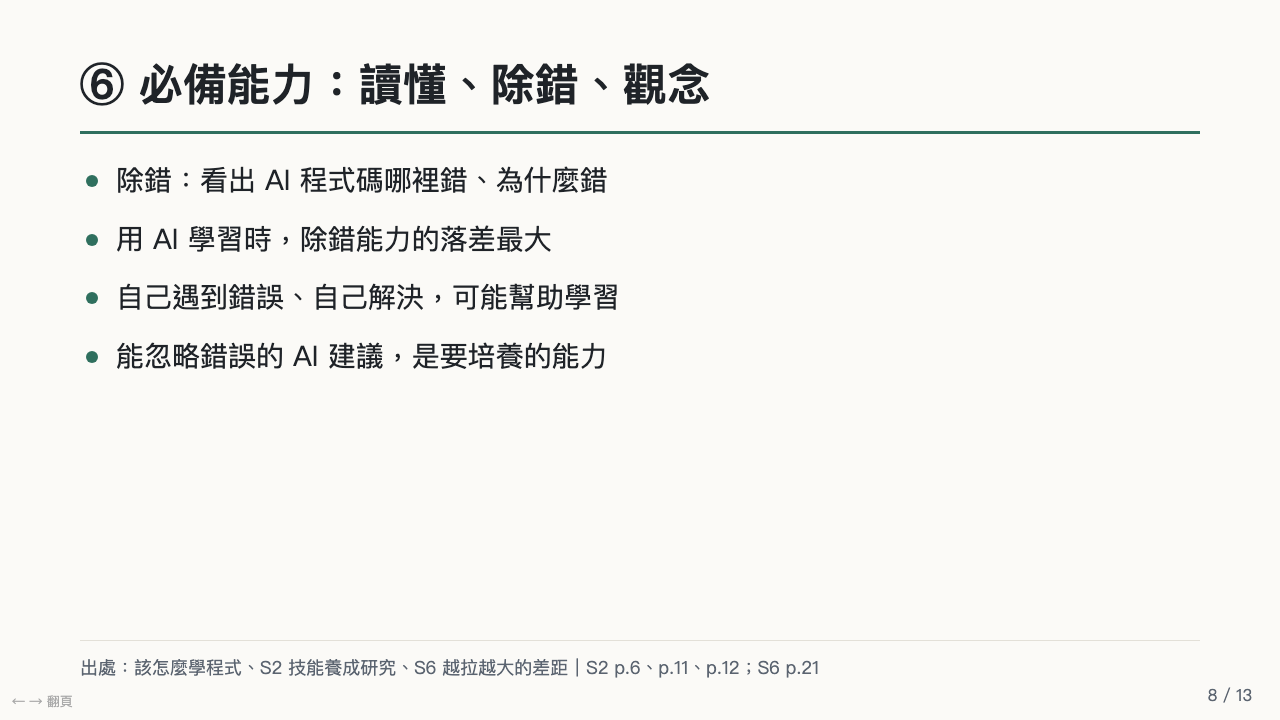 ⑥ 必備能力：讀懂、除錯、觀念
除錯：看出 AI 程式碼哪裡錯、為什麼錯
用 AI 學習時，除錯能力的落差最大
自己遇到錯誤、自己解決，可能幫助學習
能忽略錯誤的 AI 建議，是要培養的能力
出處：該怎麼學程式、S2 技能養成研究、S6 越拉越大的差距｜S2 p.6、p.11、p.12；S6 p.21
← → 翻頁
8 / 13